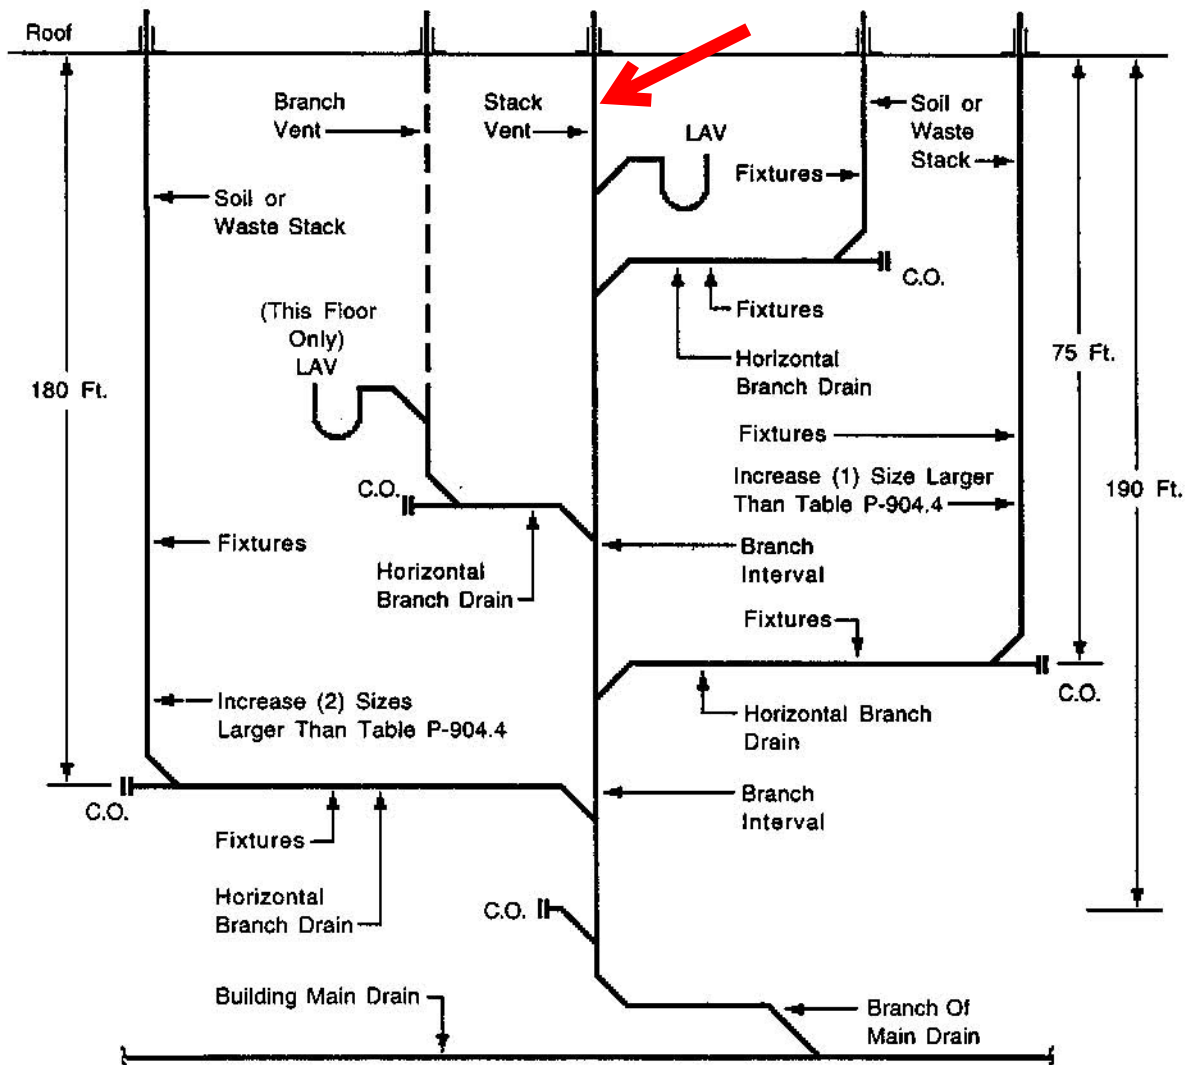 Roof
Branch
Vent
Stack
Vent
LAV
Fixtures
Soil or
Waste
Stack
Soil or
Waste Stack
C.O.
Fixtures
(This Floor
Only)
LAV
Horizontal
Branch Drain
75 Ft.
180 Ft.
Fixtures
Increase (1) Size Larger
Than Table P-904.4
190 Ft.
C.O.
Fixtures
Branch
Interval
Horizontal
Branch Drain
Fixtures
C.O.
Increase (2) Sizes
Larger Than Table P-904.4
Horizontal Branch
Drain
C.O.
Branch
Interval
Fixtures
Horizontal
Branch Drain
C.O.
Building Main Drain
Branch Of
Main Drain